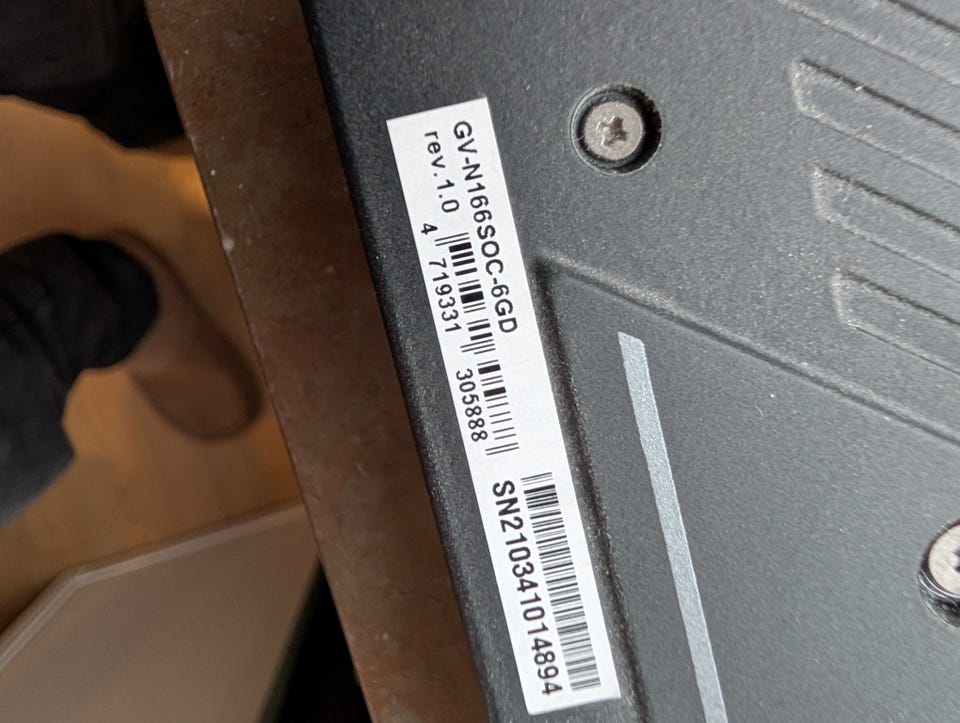 GV-N166SOC-6GD
rev.1.0
4 719331 305888
SN210341014894